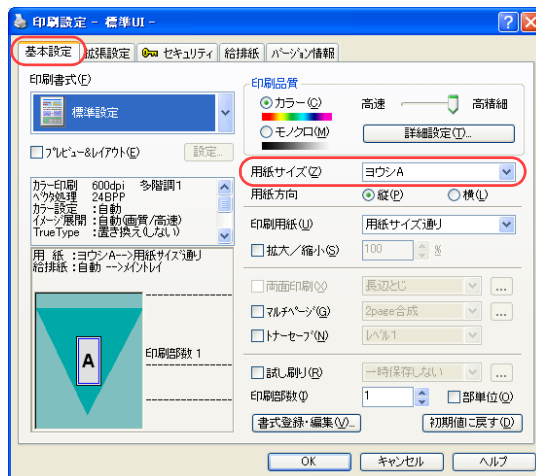 印刷設定 - 標準UI -
基本設定 拡張設定 セキュリティ 給排紙 バージョン情報
印刷書式(F)
標準設定
プレビュー&レイアウト(E) 設定...
カラー印刷 600dpi 多階調1
ベクタ処理 24BPP
カラー設定 :自動
イメージ展開 :自動(画質/高速)
TrueType :置き換え(しない)
用 紙 :ヨウシA-->用紙サイズ通り
給排紙 :自動 -->メイントレイ
A
印刷部数 1
印刷品質
カラー(C) 高速 高精細
モノクロ(M) 詳細設定(T)...
用紙サイズ(Z) ヨウシA
用紙方向 縦(P) 横(L)
印刷用紙(U) 用紙サイズ通り
拡大/縮小(S) 100 %
両面印刷(X) 長辺とじ ...
マルチページ(G) 2page合成 ...
トナーセーブ(N) レベル1
試し刷り(R) 一時保存しない ...
印刷部数(I) 1 部単位(O)
書式登録・編集(V)... 初期値に戻す(D)
OK キャンセル ヘルプ